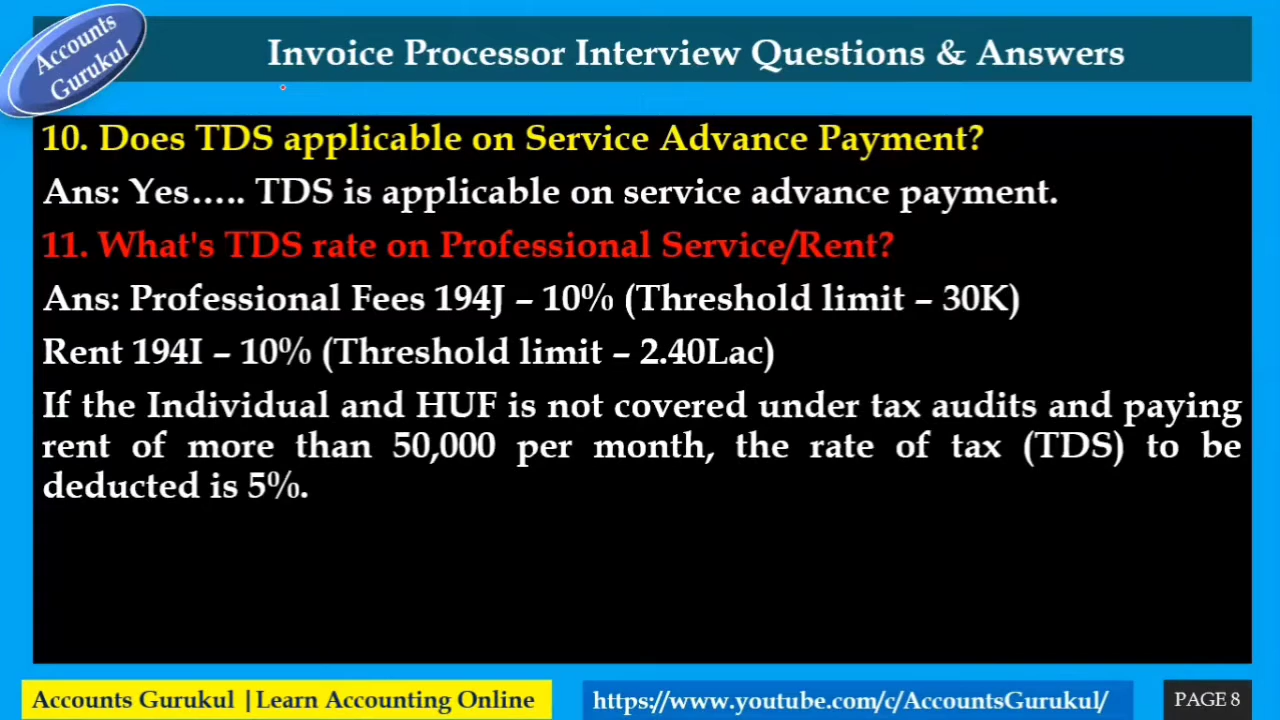 Accounts
Gurukul
Invoice Processor Interview Questions & Answers
10. Does TDS applicable on Service Advance Payment?
Ans: Yes….. TDS is applicable on service advance payment.
11. What's TDS rate on Professional Service/Rent?
Ans: Professional Fees 194J – 10% (Threshold limit – 30K)
Rent 194I – 10% (Threshold limit – 2.40Lac)
If the Individual and HUF is not covered under tax audits and paying
rent of more than 50,000 per month, the rate of tax (TDS) to be
deducted is 5%.
Accounts Gurukul |Learn Accounting Online
https://www.youtube.com/c/AccountsGurukul/
PAGE 8